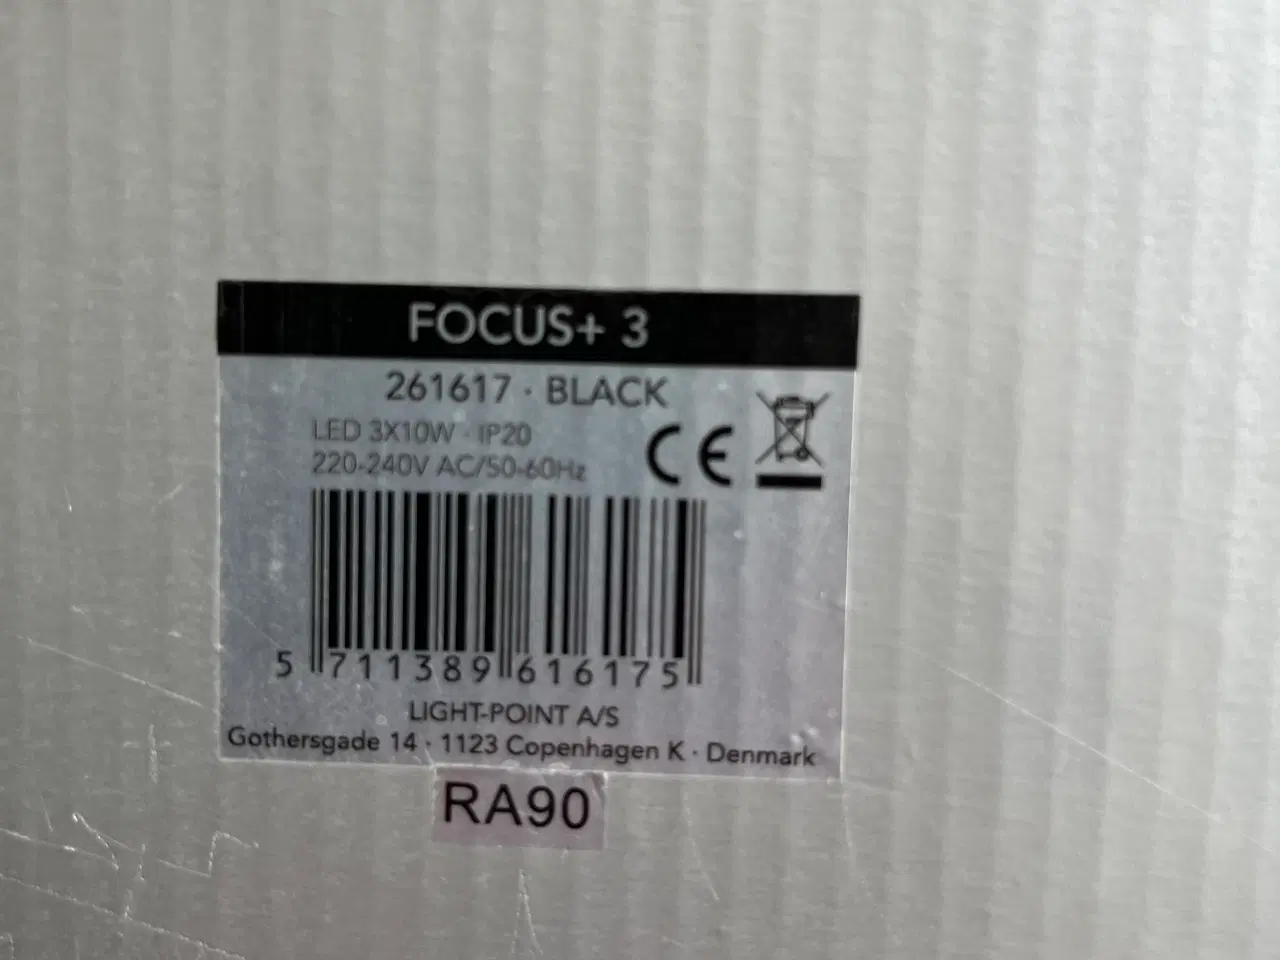 FOCUS+ 3
261617 · BLACK
LED 3X10W · IP20
220-240V AC/50-60Hz
CE
5 711389 616175
LIGHT-POINT A/S
Gothersgade 14 · 1123 Copenhagen K · Denmark
RA90